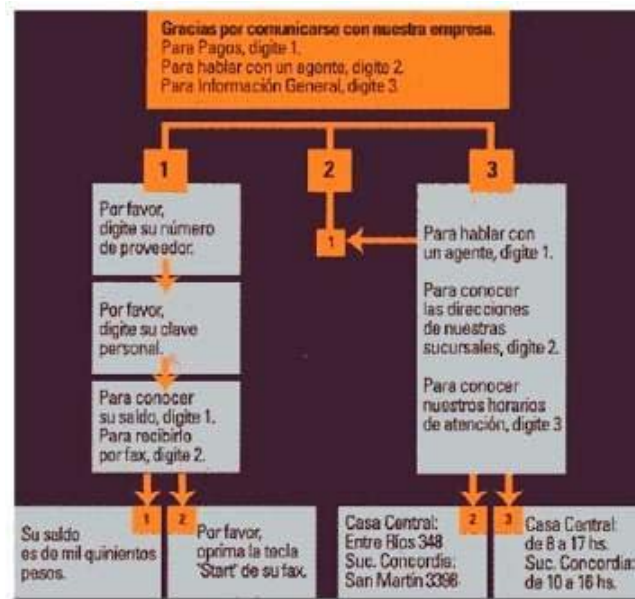 Gracias por comunicarse con nuestra empresa.
Para Pagos, digite 1.
Para hablar con un agente, digite 2.
Para Información General, digite 3
1
2
3
Por favor,
digite su número
de proveedor.
Por favor,
digite su clave
personal.
Para conocer
su saldo, digite 1.
Para recibirlo
por fax, digite 2.
1
Su saldo
es de mil quinientos
pesos.
2
Por favor,
oprima la tecla
'Start' de su fax.
1
Para hablar con
un agente, digite 1.
Para conocer
las direcciones
de nuestras
sucursales, digite 2.
Para conocer
nuestros horarios
de atención, digite 3
2
Casa Central:
Entre Ríos 348
Suc. Concordia:
San Martín 3396
3
Casa Central:
de 8 a 17 hs.
Suc. Concordia:
de 10 a 16 hs.